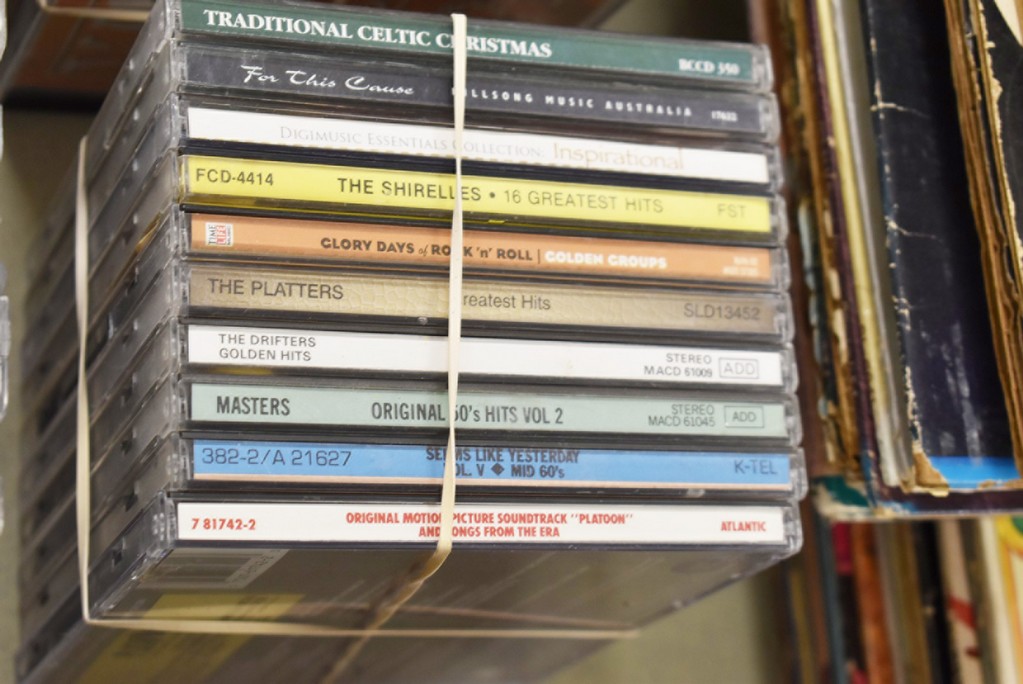 TRADITIONAL CELTIC CHRISTMAS BCCD 350
For This Cause HILLSONG MUSIC AUSTRALIA
DIGIMUSIC ESSENTIALS COLLECTION: Inspirational
FCD-4414 THE SHIRELLES • 16 GREATEST HITS FST
TIME LIFE GLORY DAYS of ROCK 'n' ROLL | GOLDEN GROUPS
THE PLATTERS reatest Hits SLD13452
THE DRIFTERS
GOLDEN HITS
STEREO
MACD 61009 ADD
MASTERS ORIGINAL 60's HITS VOL 2
STEREO
MACD 61045 ADD
382-2/A 21627
SEEMS LIKE YESTERDAY
VOL. V ◆ MID 60's
K-TEL
7 81742-2
ORIGINAL MOTION PICTURE SOUNDTRACK "PLATOON"
AND SONGS FROM THE ERA
ATLANTIC